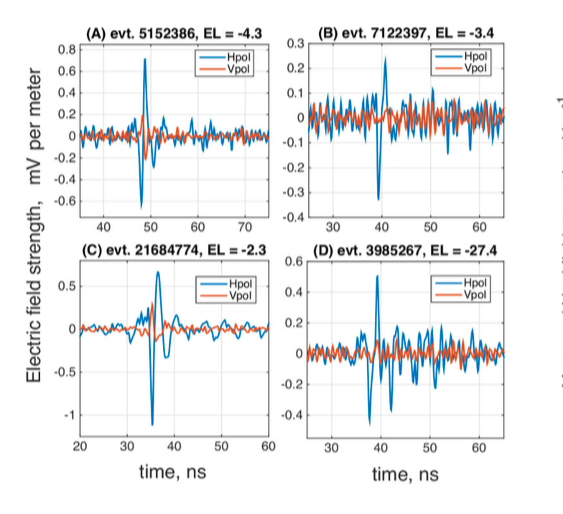 (A) evt. 5152386, EL = -4.3
(B) evt. 7122397, EL = -3.4
0.8
0.6
0.4
0.2
0
-0.2
-0.4
-0.6
40
50
60
70
Hpol
Vpol
0.3
0.2
0.1
0
-0.1
-0.2
-0.3
-0.4
30
40
50
60
Hpol
Vpol
Electric field strength, mV per meter
(C) evt. 21684774, EL = -2.3
(D) evt. 3985267, EL = -27.4
0.5
0
-0.5
-1
20
30
40
50
60
Hpol
Vpol
0.6
0.4
0.2
0
-0.2
-0.4
30
40
50
60
Hpol
Vpol
time, ns
time, ns